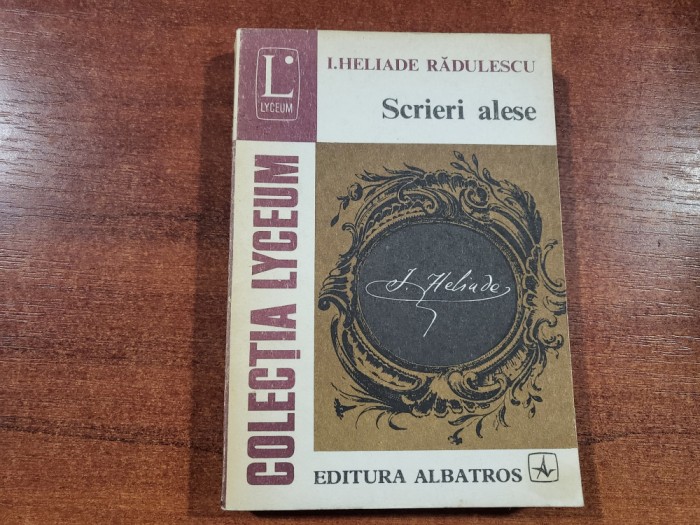 L
LYCEUM
I.HELIADE RĂDULESCU
Scrieri alese
COLECȚIA LYCEUM
I. Heliade
EDITURA ALBATROS